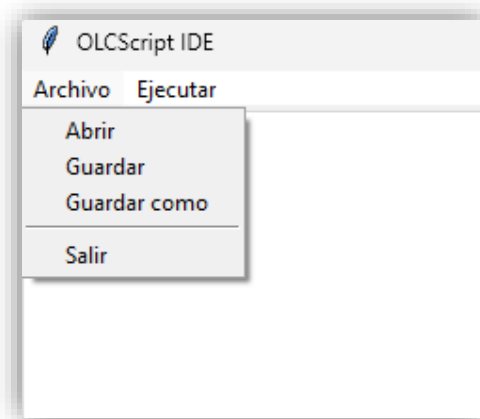 OLCScript IDE
Archivo Ejecutar
Abrir
Guardar
Guardar como
Salir